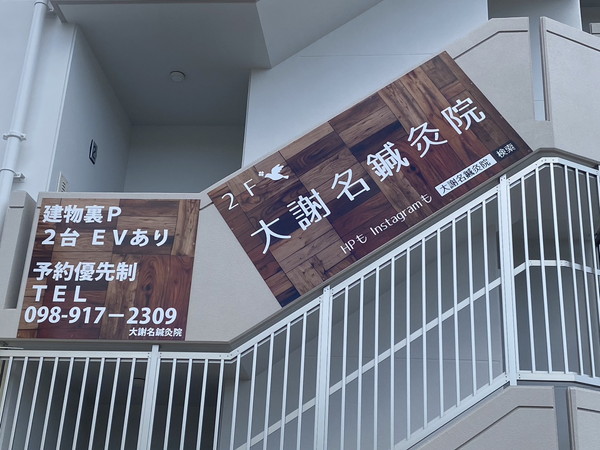 建物裏P
2台 EVあり
予約優先制
TEL
098-917-2309
大謝名鍼灸院
2F
大謝名鍼灸院
HPも Instagramも 大謝名鍼灸院 検索